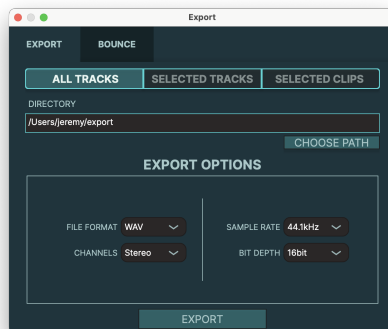 Export
EXPORT BOUNCE
ALL TRACKS SELECTED TRACKS SELECTED CLIPS
DIRECTORY
/Users/jeremy/export
CHOOSE PATH
EXPORT OPTIONS
FILE FORMAT WAV SAMPLE RATE 44.1kHz
CHANNELS Stereo BIT DEPTH 16bit
EXPORT